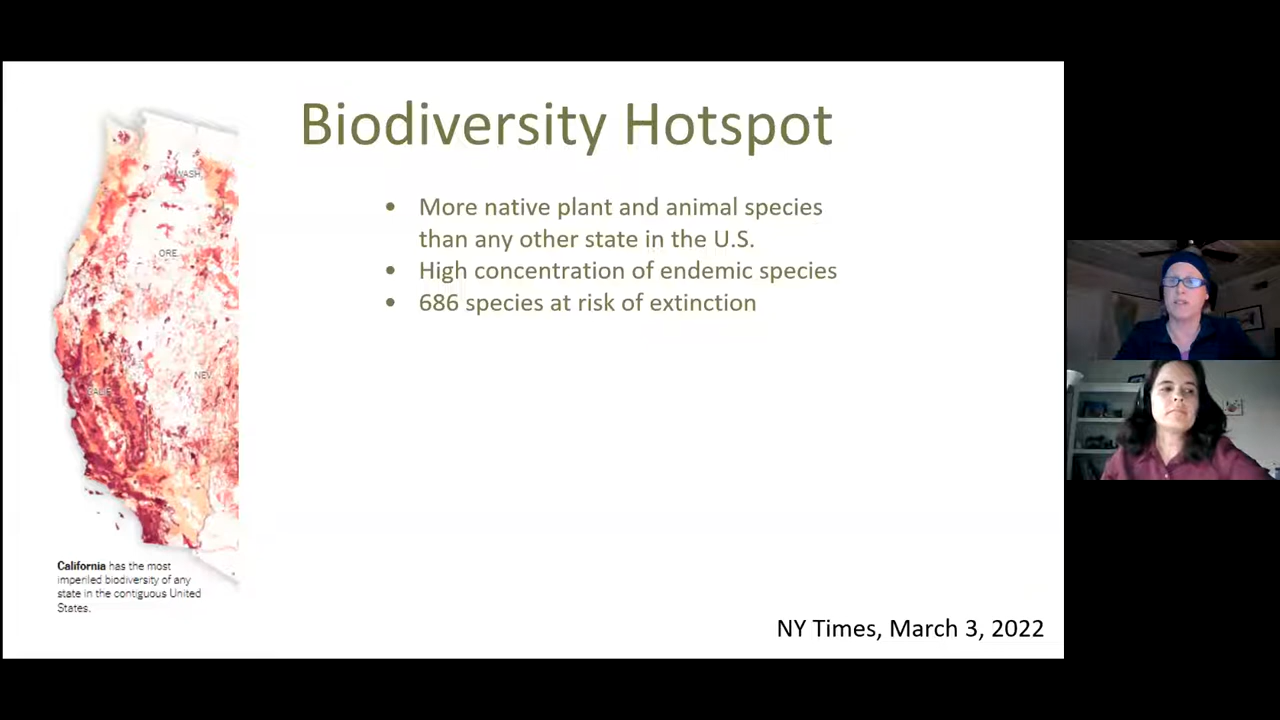 Biodiversity Hotspot
• More native plant and animal species
than any other state in the U.S.
• High concentration of endemic species
• 686 species at risk of extinction
WASH.
ORE.
NEV.
CALIF.
California has the most
imperiled biodiversity of any
state in the contiguous United
States.
NY Times, March 3, 2022